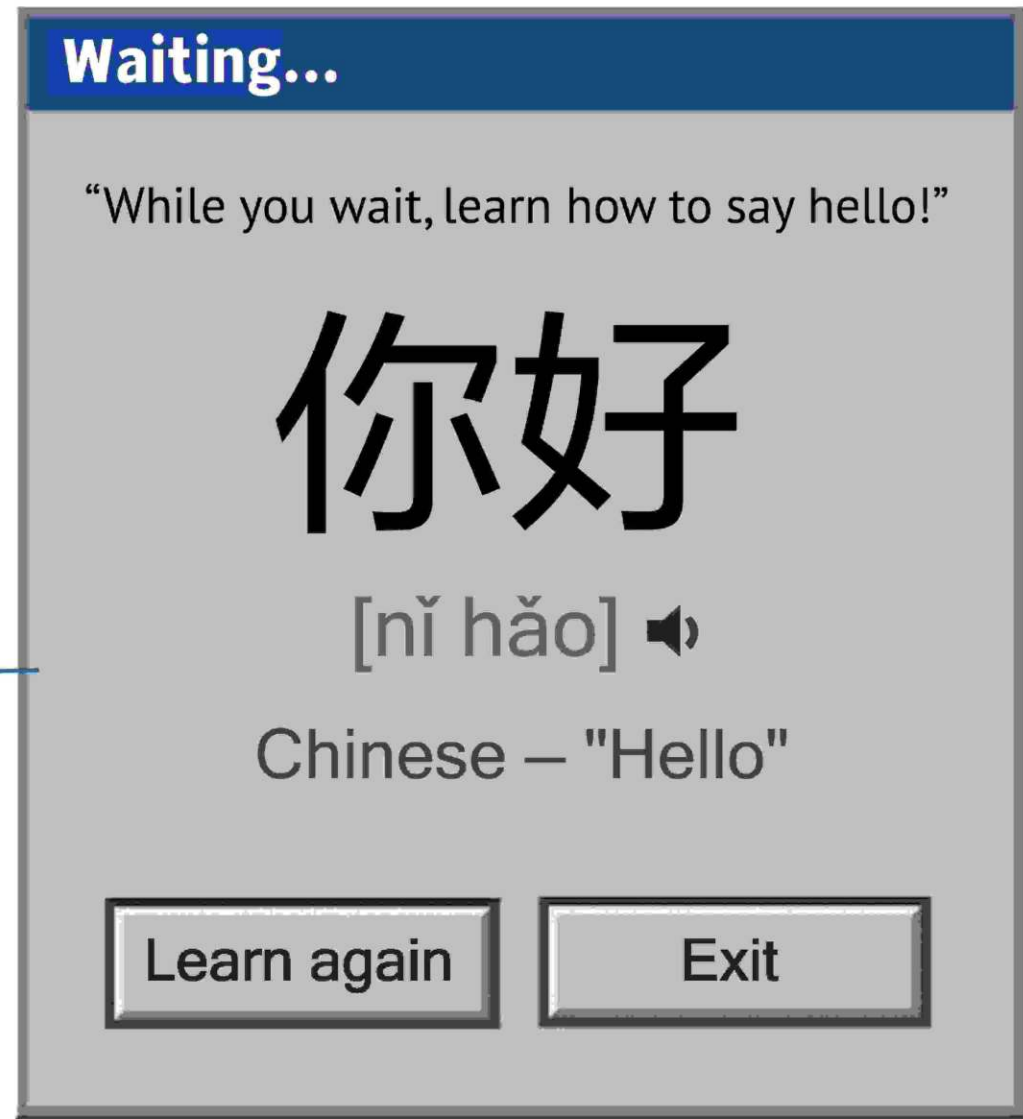 Waiting...
“While you wait, learn how to say hello!”
你好
[nǐ hǎo]
Chinese – "Hello"
Learn again
Exit